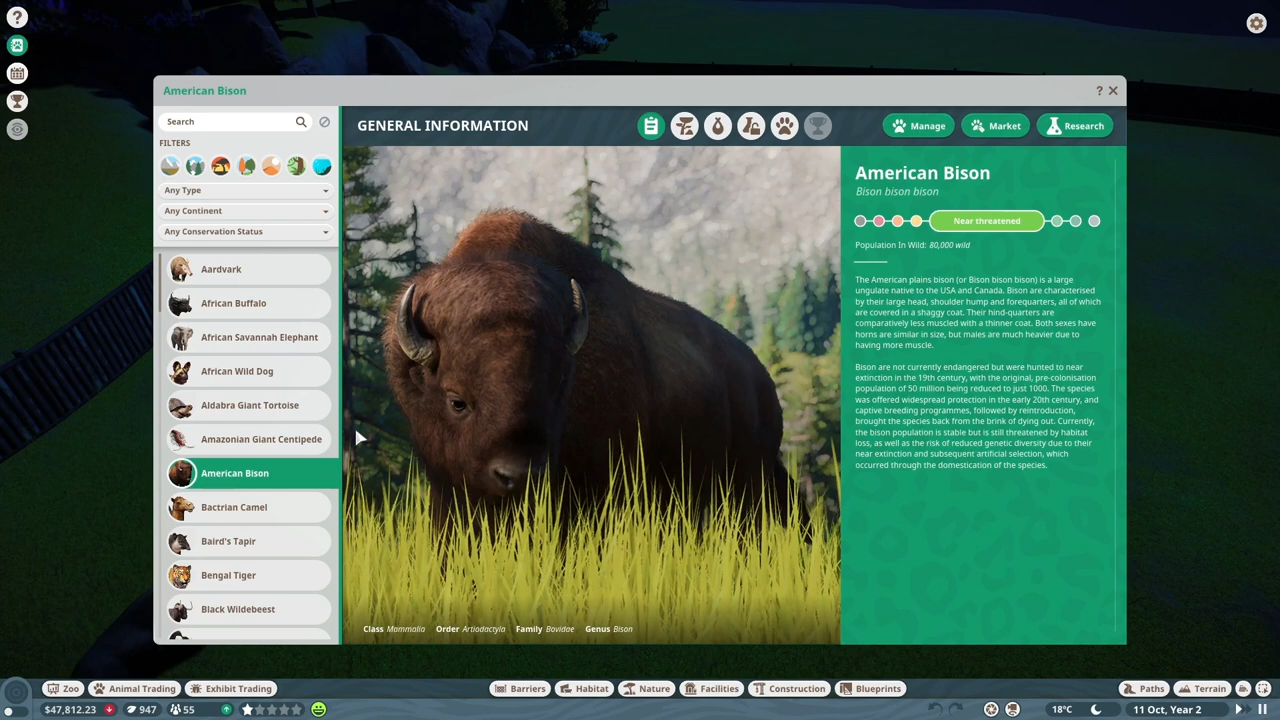 American Bison
?
Search
FILTERS
Any Type
Any Continent
Any Conservation Status
Aardvark
African Buffalo
African Savannah Elephant
African Wild Dog
Aldabra Giant Tortoise
Amazonian Giant Centipede
American Bison
Bactrian Camel
Baird's Tapir
Bengal Tiger
Black Wildebeest
GENERAL INFORMATION
Manage
Market
Research
Class Mammalia Order Artiodactyla Family Bovidae Genus Bison
American Bison
Bison bison bison
Near threatened
Population In Wild: 80,000 wild
The American plains bison (or Bison bison bison) is a large
ungulate native to the USA and Canada. Bison are characterised
by their large head, shoulder hump and forequarters, all of which
are covered in a shaggy coat. Their hind-quarters are
comparatively less muscled with a thinner coat. Both sexes have
horns are similar in size, but males are much heavier due to
having more muscle.
Bison are not currently endangered but were hunted to near
extinction in the 19th century, with the original, pre-colonisation
population of 50 million being reduced to just 1000. The species
was offered widespread protection in the early 20th century, and
captive breeding programmes, followed by reintroduction,
brought the species back from the brink of dying out. Currently,
the bison population is stable but is still threatened by habitat
loss, as well as the risk of reduced genetic diversity due to their
near extinction and subsequent artificial selection, which
occurred through the domestication of the species.
?
Zoo
Animal Trading
Exhibit Trading
Barriers
Habitat
Nature
Facilities
Construction
Blueprints
Paths
Terrain
$47,812.23
947
55
18°C
11 Oct, Year 2